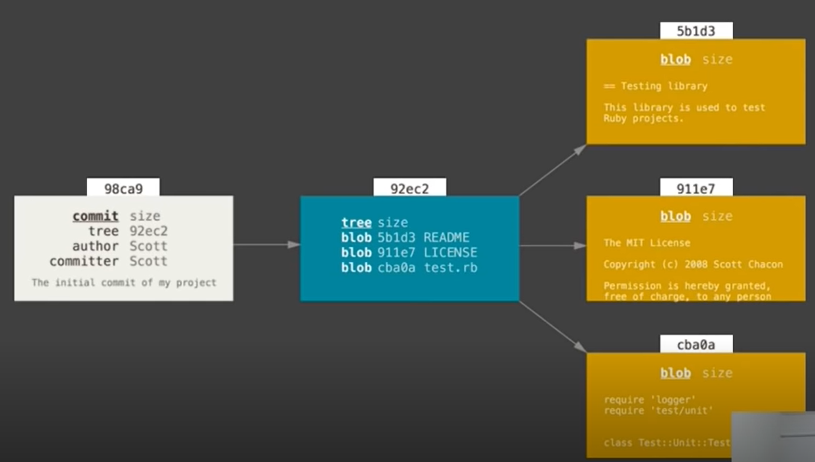 98ca9
commit size
tree 92ec2
author Scott
committer Scott
The initial commit of my project
92ec2
tree size
blob 5b1d3 README
blob 911e7 LICENSE
blob cba0a test.rb
5b1d3
blob size
== Testing library
This library is used to test
Ruby projects.
911e7
blob size
The MIT License
Copyright (c) 2008 Scott Chacon
Permission is hereby granted,
free of charge, to any person
cba0a
blob size
require 'logger'
require 'test/unit'
class Test::Unit::Test